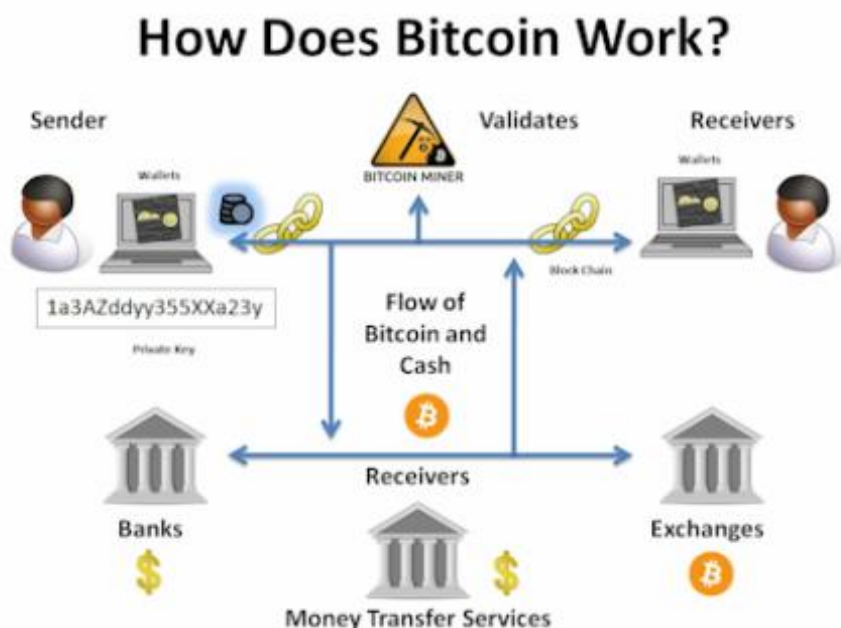 How Does Bitcoin Work?
Sender
Validates
Receivers
Wallets
BITCOIN MINER
Wallets
Block Chain
1a3AZddyy355XXa23y
Private Key
Flow of
Bitcoin and
Cash
Receivers
Banks
Exchanges
Money Transfer Services